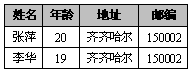 姓名 年龄 地址 邮编
张萍 20 齐齐哈尔 150002
李华 19 齐齐哈尔 150002